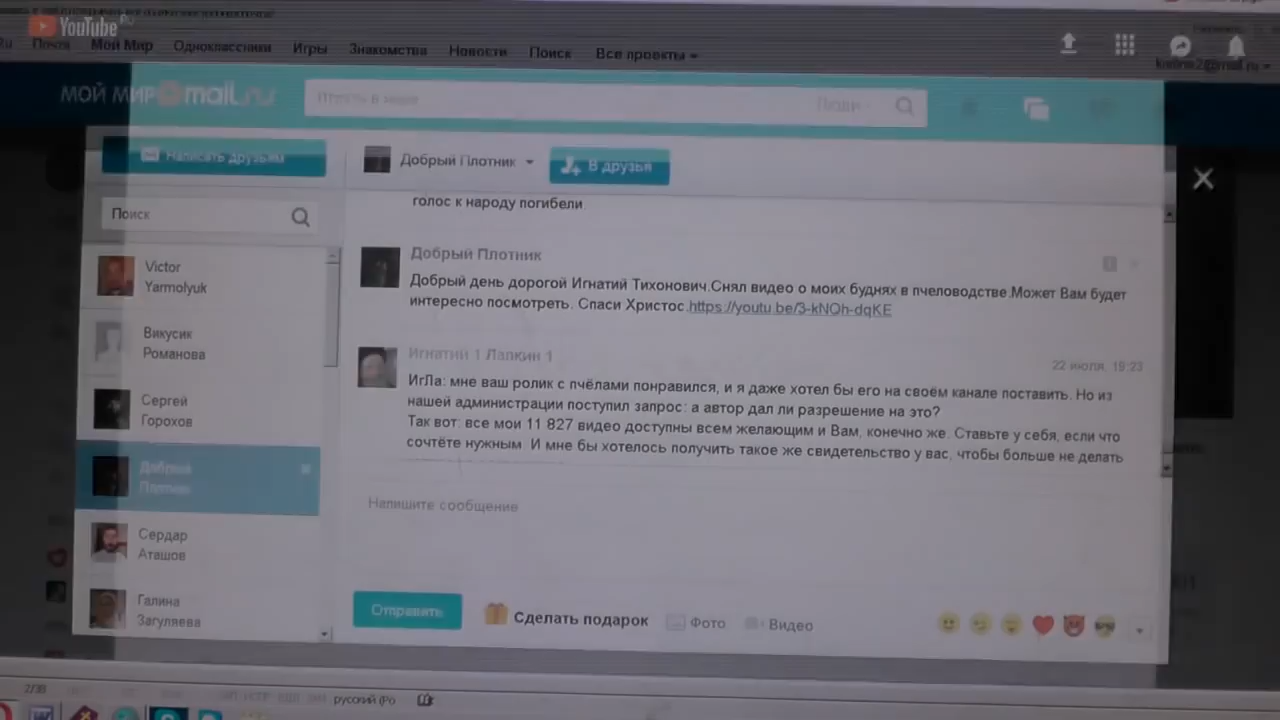 YouTube RU
Почта Мой Мир Одноклассники Игры Знакомства Новости Поиск Все проекты
МОЙ МИР mail.ru
Люди
Написать друзьям
Добрый Плотник
В друзья
Поиск
голос к народу погибели
Victor
Yarmolyuk
Добрый Плотник
Добрый день дорогой Игнатий Тихонович.Снял видео о моих буднях в пчеловодстве.Может Вам будет
интересно посмотреть. Спаси Христос.https://youtu.be/3-kNQh-dqKE
Викусик
Романова
Игнатий 1 Лапкин 1
22 июля, 19:23
ИгЛа: мне ваш ролик с пчёлами понравился, и я даже хотел бы его на своём канале поставить. Но из
нашей администрации поступил запрос: а автор дал ли разрешение на это?
Так вот: все мои 11 827 видео доступны всем желающим и Вам, конечно же. Ставьте у себя, если что
сочтёте нужным. И мне бы хотелось получить такое же свидетельство у вас, чтобы больше не делать
Сергей
Горохов
Добрый
Плотник
Напишите сообщение
Сердар
Аташов
Галина
Загуляева
Отправить
Сделать подарок
Фото
Видео
2/38
русский (Ро